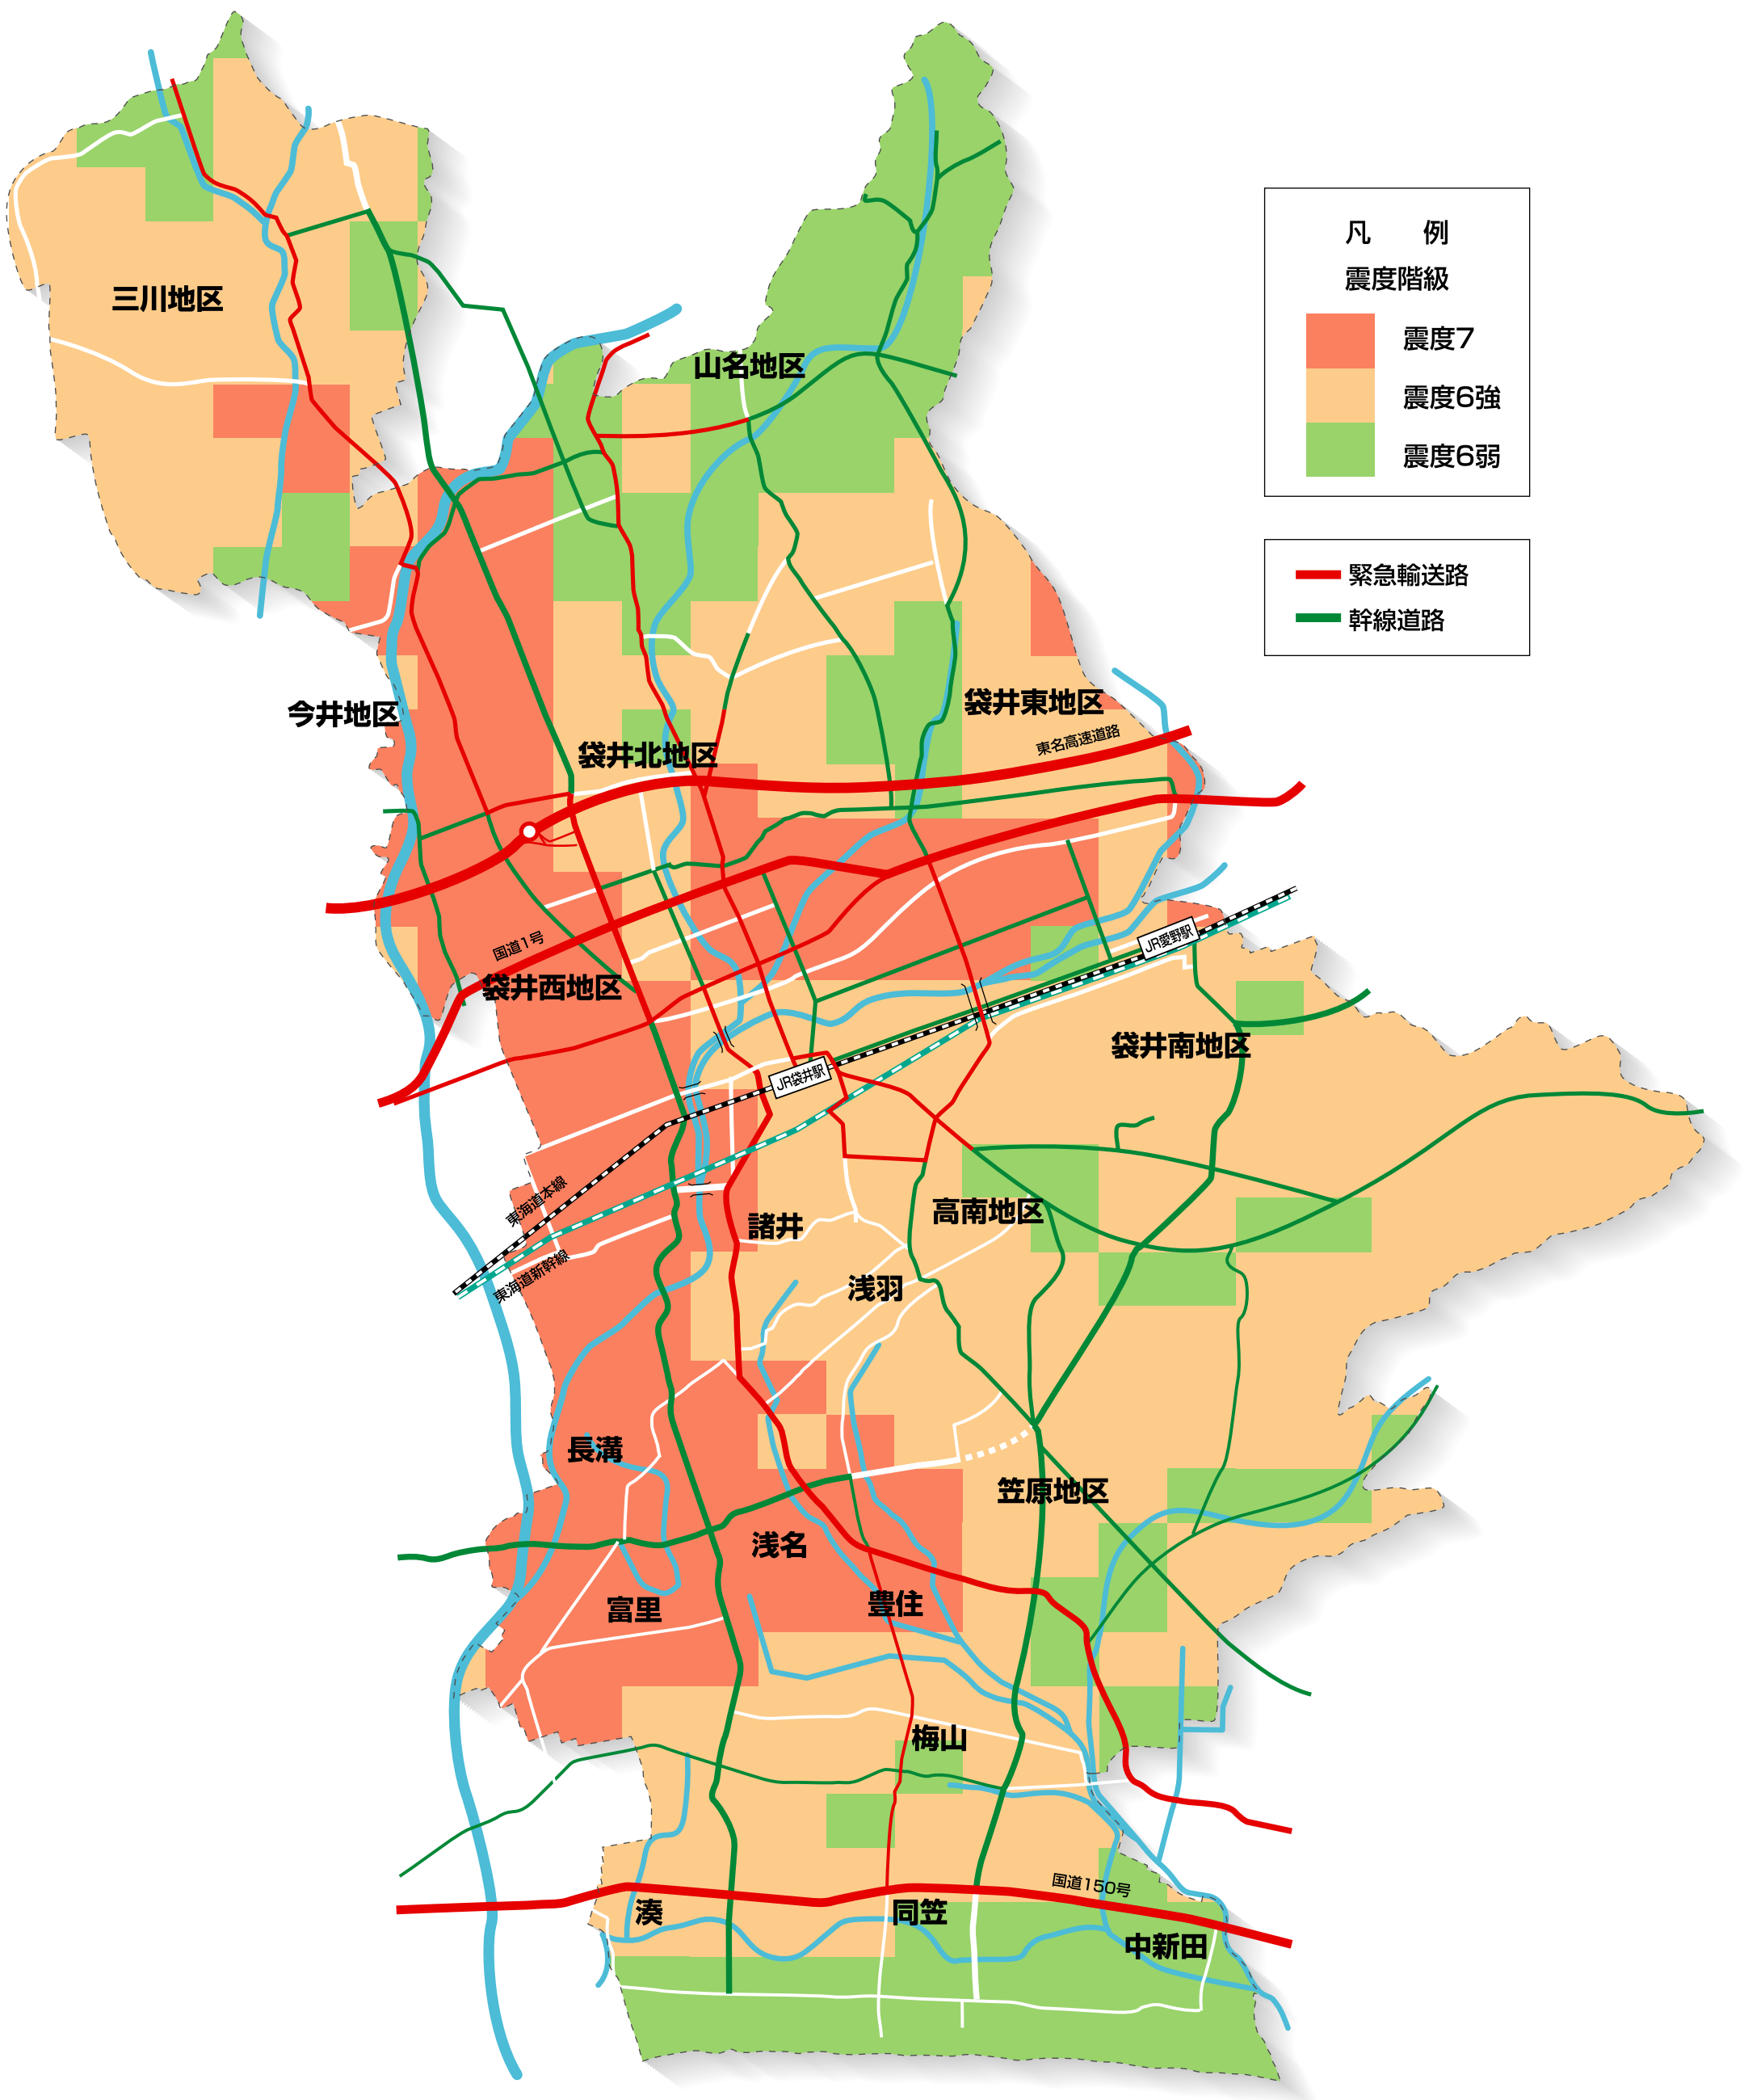 凡　例
震度階級
震度7
震度6強
震度6弱
緊急輸送路
幹線道路
三川地区
山名地区
今井地区
袋井東地区
東名高速道路
袋井北地区
国道1号
袋井西地区
JR愛野駅
袋井南地区
JR袋井駅
東海道本線
東海道新幹線
諸井
高南地区
浅羽
長溝
笠原地区
浅名
富里
豊住
梅山
国道150号
湊
同笠
中新田